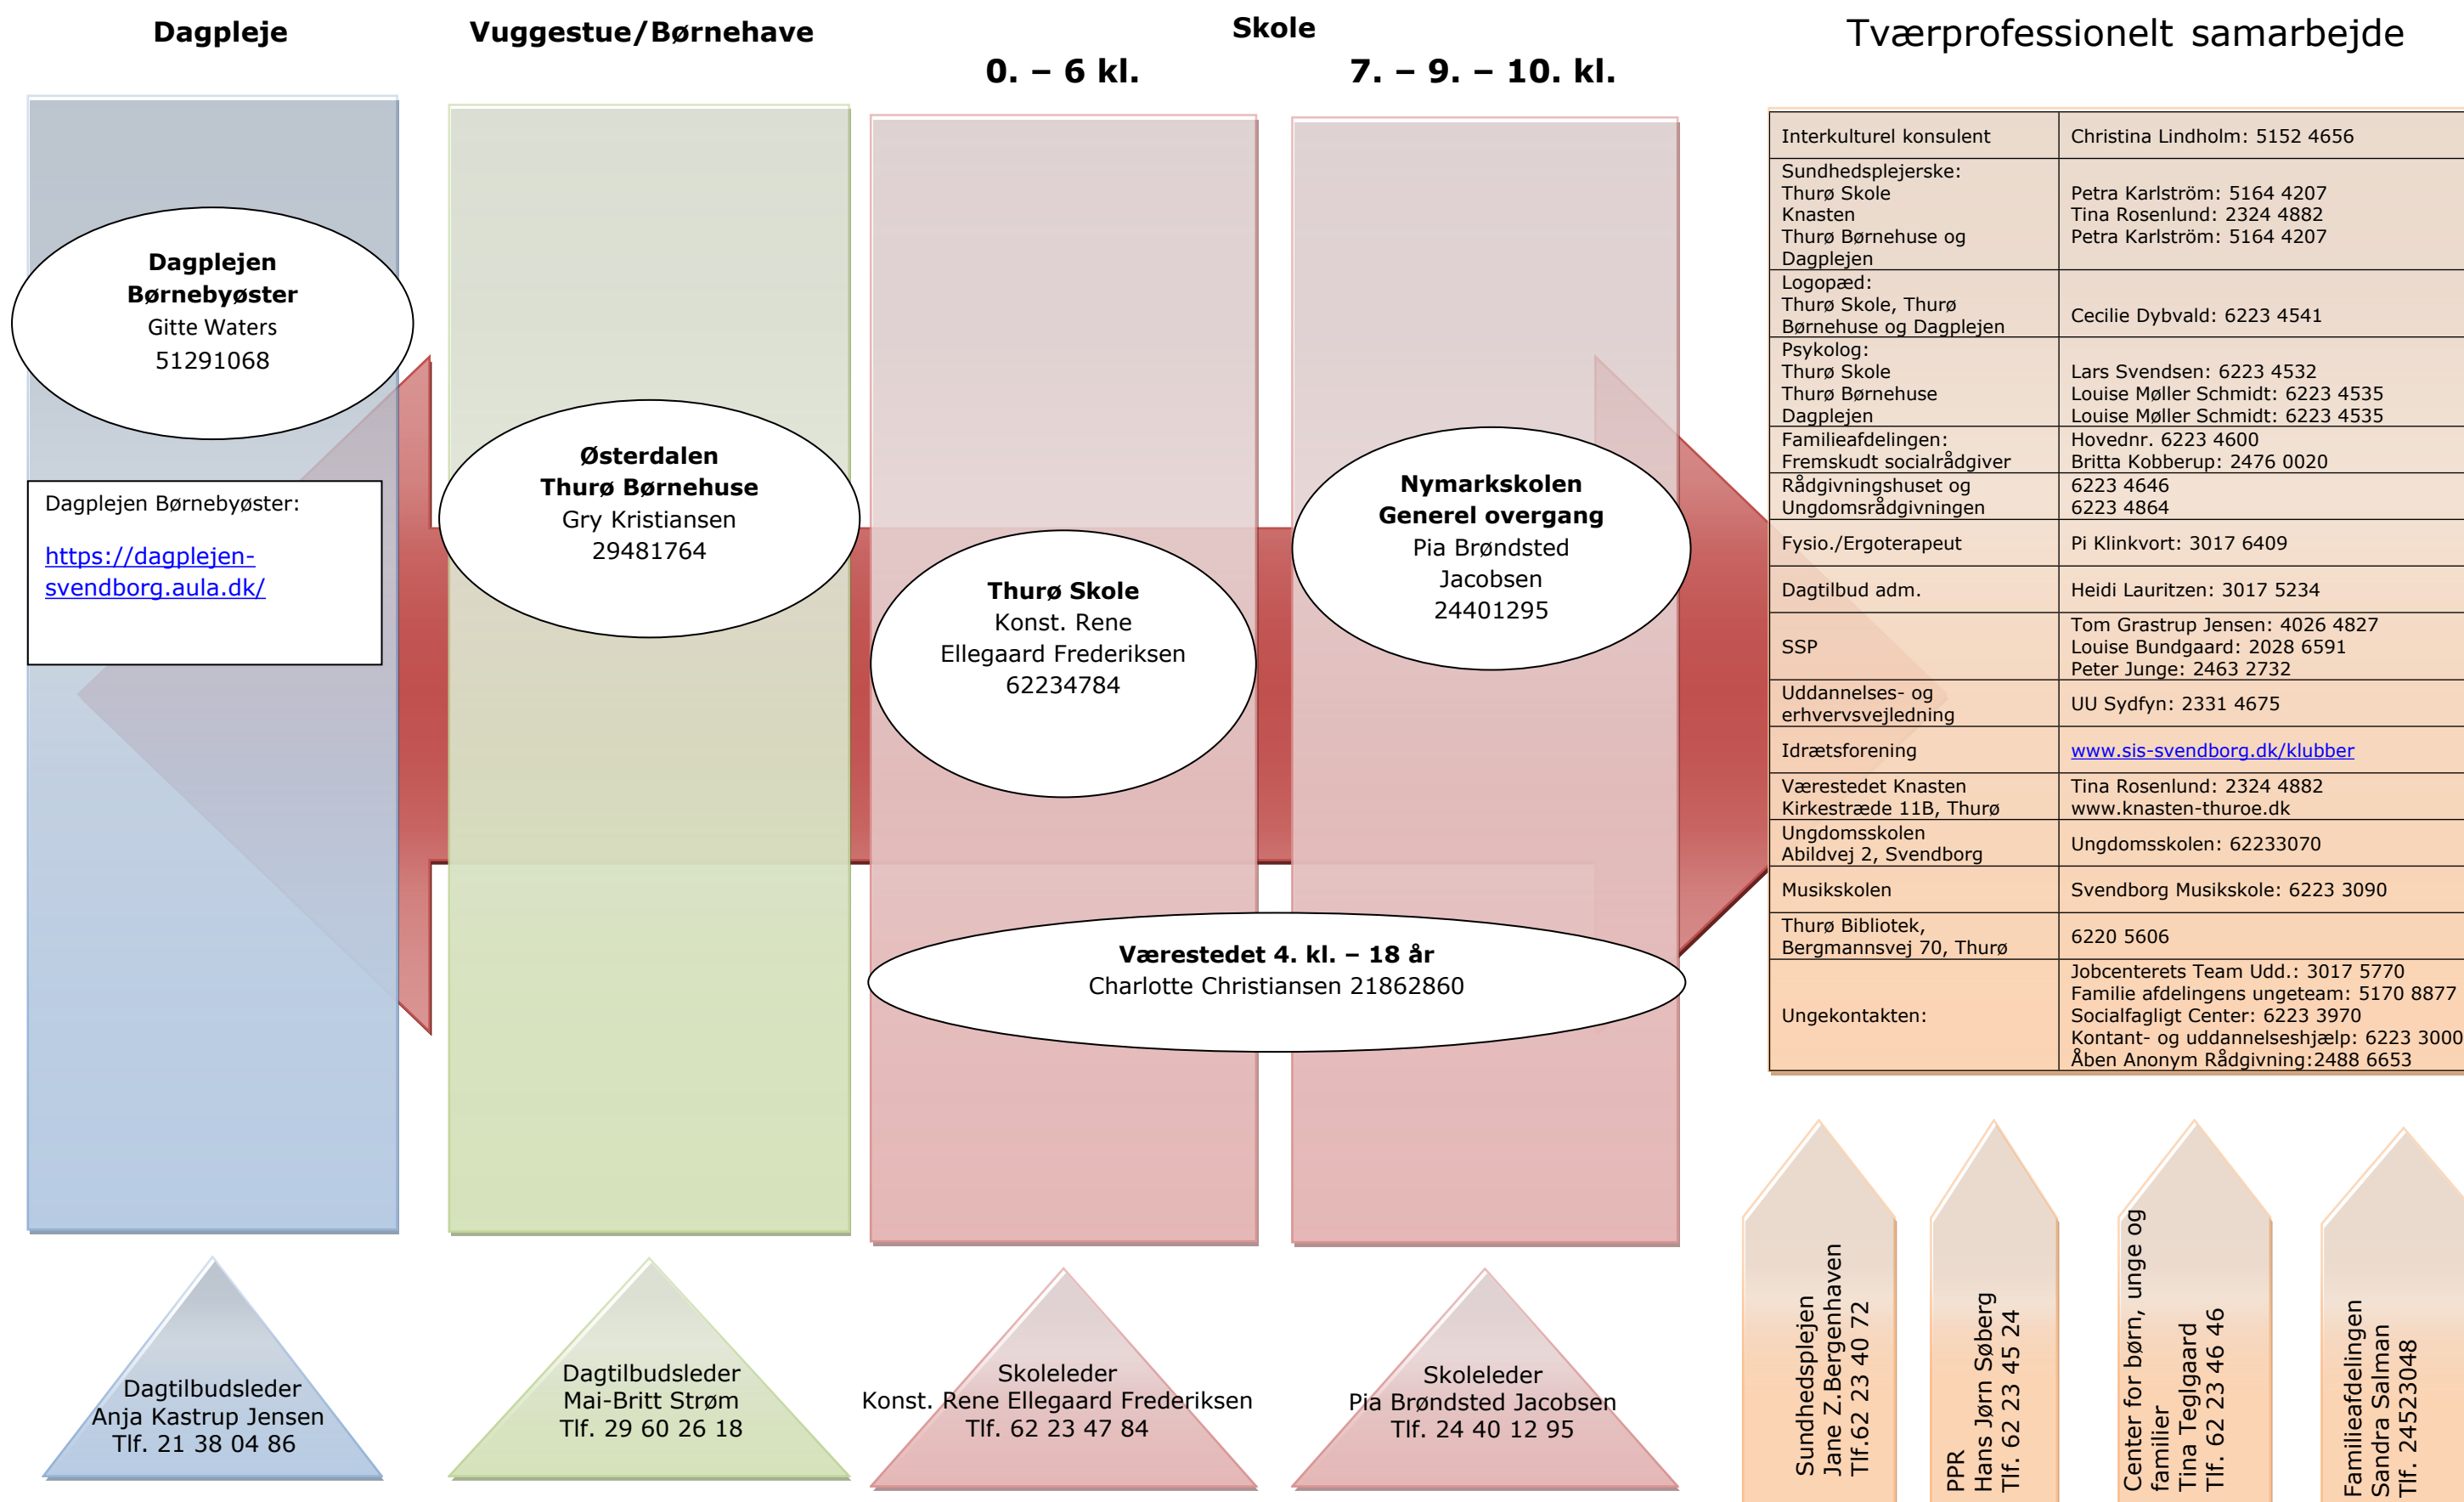 Dagpleje
Vuggestue/Børnehave
Skole
0. – 6 kl.
7. – 9. – 10. kl.
Tværprofessionelt samarbejde
Dagplejen
Børnebyøster
Gitte Waters
51291068
Dagplejen Børnebyøster:
https://dagplejen-
svendborg.aula.dk/
Østerdalen
Thurø Børnehuse
Gry Kristiansen
29481764
Thurø Skole
Konst. Rene
Ellegaard Frederiksen
62234784
Nymarkskolen
Generel overgang
Pia Brøndsted
Jacobsen
24401295
Værestedet 4. kl. – 18 år
Charlotte Christiansen 21862860
Interkulturel konsulent
Christina Lindholm: 5152 4656
Sundhedsplejerske:
Thurø Skole
Knasten
Thurø Børnehuse og
Dagplejen
Petra Karlström: 5164 4207
Tina Rosenlund: 2324 4882
Petra Karlström: 5164 4207
Logopæd:
Thurø Skole, Thurø
Børnehuse og Dagplejen
Cecilie Dybvald: 6223 4541
Psykolog:
Thurø Skole
Thurø Børnehuse
Dagplejen
Lars Svendsen: 6223 4532
Louise Møller Schmidt: 6223 4535
Louise Møller Schmidt: 6223 4535
Familieafdelingen:
Fremskudt socialrådgiver
Hovednr. 6223 4600
Britta Kobberup: 2476 0020
Rådgivningshuset og
Ungdomsrådgivningen
6223 4646
6223 4864
Fysio./Ergoterapeut
Pi Klinkvort: 3017 6409
Dagtilbud adm.
Heidi Lauritzen: 3017 5234
SSP
Tom Grastrup Jensen: 4026 4827
Louise Bundgaard: 2028 6591
Peter Junge: 2463 2732
Uddannelses- og
erhvervsvejledning
UU Sydfyn: 2331 4675
Idrætsforening
www.sis-svendborg.dk/klubber
Værestedet Knasten
Kirkestræde 11B, Thurø
Tina Rosenlund: 2324 4882
www.knasten-thuroe.dk
Ungdomsskolen
Abildvej 2, Svendborg
Ungdomsskolen: 62233070
Musikskolen
Svendborg Musikskole: 6223 3090
Thurø Bibliotek,
Bergmannsvej 70, Thurø
6220 5606
Ungekontakten:
Jobcenterets Team Udd.: 3017 5770
Familie afdelingens ungeteam: 5170 8877
Socialfagligt Center: 6223 3970
Kontant- og uddannelseshjælp: 6223 3000
Åben Anonym Rådgivning:2488 6653
Dagtilbudsleder
Anja Kastrup Jensen
Tlf. 21 38 04 86
Dagtilbudsleder
Mai-Britt Strøm
Tlf. 29 60 26 18
Skoleleder
Konst. Rene Ellegaard Frederiksen
Tlf. 62 23 47 84
Skoleleder
Pia Brøndsted Jacobsen
Tlf. 24 40 12 95
Sundhedsplejen
Jane Z.Bergenhaven
Tlf.62 23 40 72
PPR
Hans Jørn Søberg
Tlf. 62 23 45 24
Center for børn, unge og
familier
Tina Teglgaard
Tlf. 62 23 46 46
Familieafdelingen
Sandra Salman
Tlf. 24523048